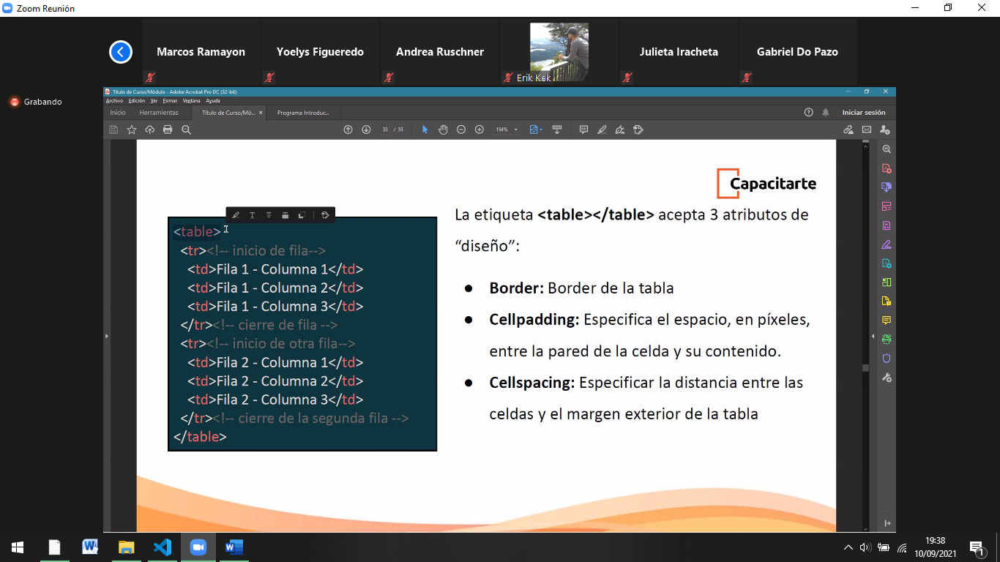 Zoom Reunión
Marcos Ramayon
Yoelys Figueredo
Andrea Ruschner
Erik Kek
Julieta Iracheta
Gabriel Do Pazo
Grabando
Título de Curso/Módulo - Adobe Acrobat Pro DC (32-bit)
Archivo Edición Ver Firmar Ventana Ayuda
Inicio Herramientas Título de Curso/Mó... × Programa Introduc... Iniciar sesión
33 / 55 154%
Capacitarte
<table>
<tr><!-- inicio de fila-->
<td>Fila 1 - Columna 1</td>
<td>Fila 1 - Columna 2</td>
<td>Fila 1 - Columna 3</td>
</tr><!-- cierre de fila -->
<tr><!-- inicio de otra fila-->
<td>Fila 2 - Columna 1</td>
<td>Fila 2 - Columna 2</td>
<td>Fila 2 - Columna 3</td>
</tr><!-- cierre de la segunda fila -->
</table>
La etiqueta <table></table> acepta 3 atributos de
“diseño”:
● Border: Border de la tabla
● Cellpadding: Especifica el espacio, en píxeles,
entre la pared de la celda y su contenido.
● Cellspacing: Especificar la distancia entre las
celdas y el margen exterior de la tabla
19:38
10/09/2021
1